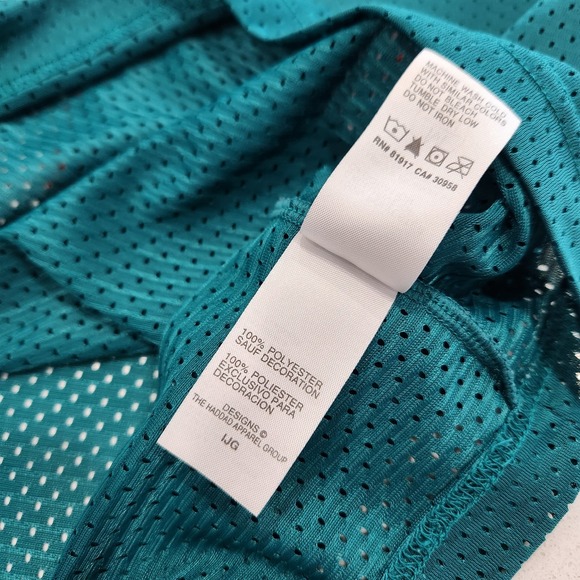 MACHINE WASH COLD
WITH SIMILAR COLORS
DO NOT BLEACH
TUMBLE DRY LOW
DO NOT IRON
RN# 81917 CA# 30958
100% POLYESTER
SAUF DECORATION
100% POLIESTER
EXCLUSIVO PARA
DECORACION
DESIGNS ©
THE HADDAD APPAREL GROUP
IJG